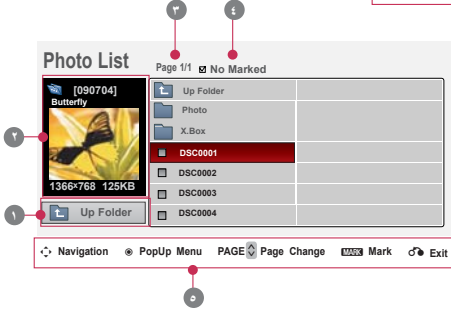 ٣ ٤
Photo List Page 1/1 No Marked
[090704]
Butterfly
1366×768 125KB
Up Folder
Up Folder
Photo
X.Box
DSC0001
DSC0002
DSC0003
DSC0004
٢
١
Navigation PopUp Menu PAGE Page Change MARK Mark Exit
٥